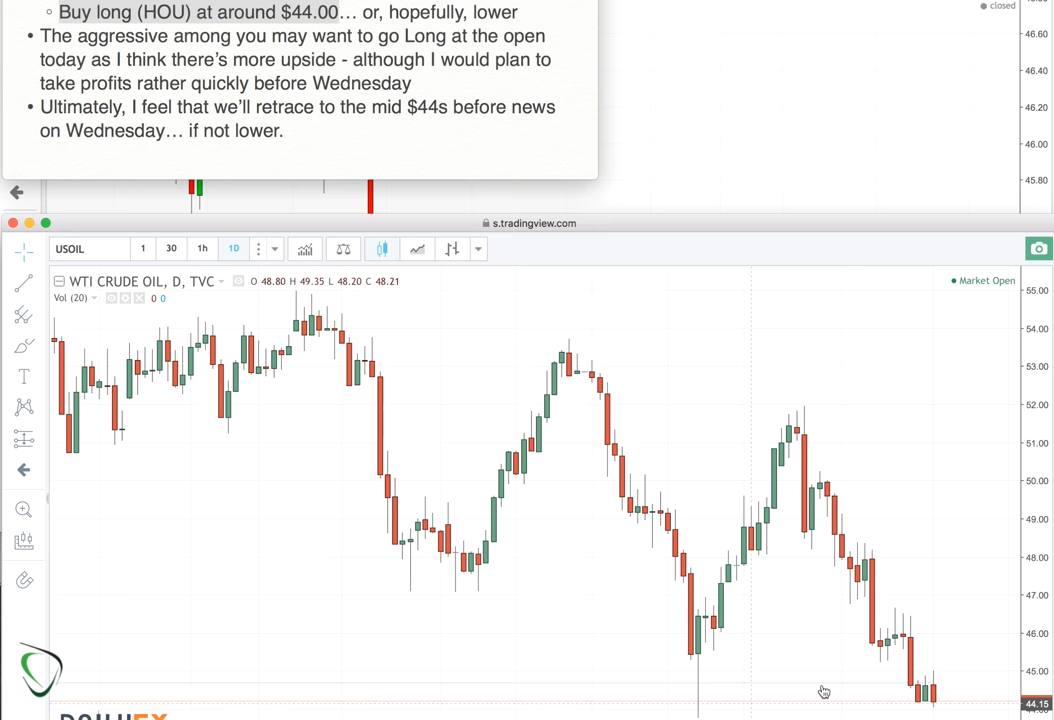 ◦ Buy long (HOU) at around $44.00… or, hopefully, lower
• The aggressive among you may want to go Long at the open
today as I think there's more upside - although I would plan to
take profits rather quickly before Wednesday
• Ultimately, I feel that we'll retrace to the mid $44s before news
on Wednesday… if not lower.
closed
46.60
46.40
46.20
46.00
45.80
s.tradingview.com
USOIL 1 30 1h 1D
WTI CRUDE OIL, D, TVC O 48.80 H 49.35 L 48.20 C 48.21
Market Open
Vol (20) 0 0
55.00
54.00
53.00
52.00
51.00
50.00
49.00
48.00
47.00
46.00
45.00
44.15